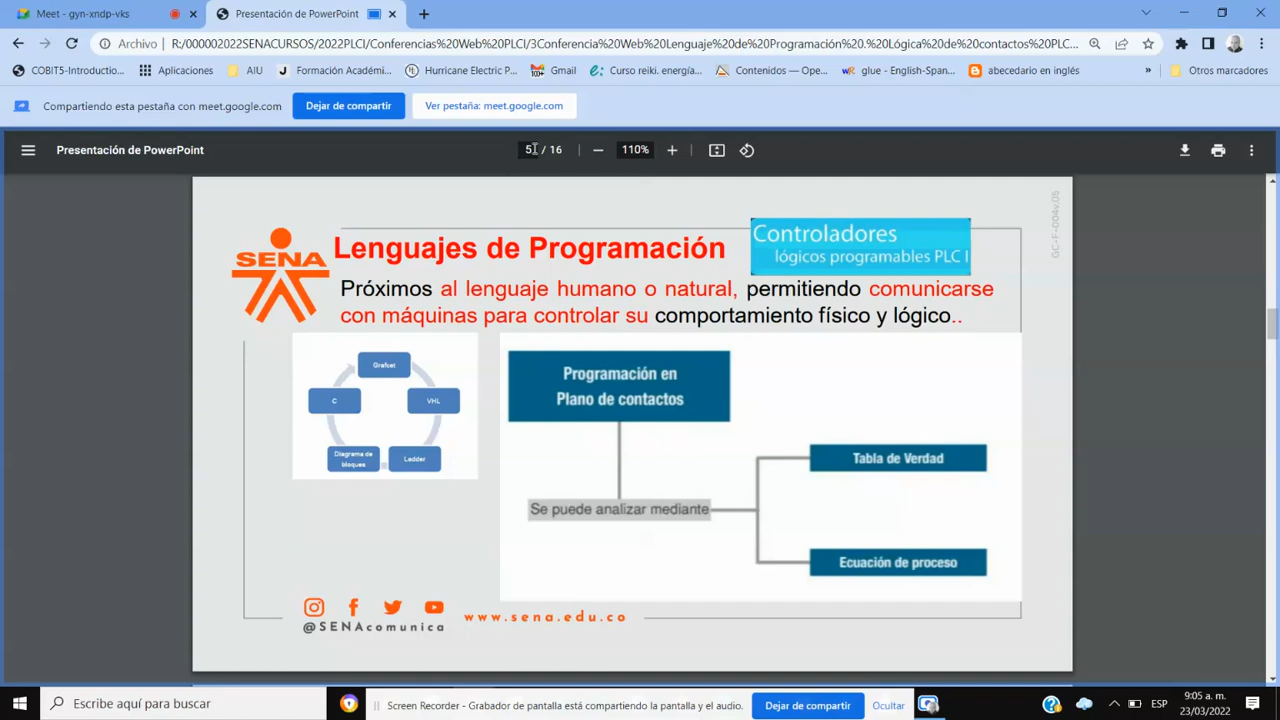 Meet - gyn-xndp-vks
Presentación de PowerPoint
Archivo
R:/000002022SENACURSOS/2022PLCI/Conferencias%20Web%20PLCI/3Conferencia%20Web%20Lenguaje%20de%20Programación%20.%20Lógica%20de%20contactos%20PLC...
COBIT5-Introductio...
Aplicaciones
AIU
Formación Académi...
Hurricane Electric P...
Gmail
Curso reiki. energía...
Contenidos — Ope...
glue - English-Span...
abecedario en inglés
»
Otros marcadores
Compartiendo esta pestaña con meet.google.com
Dejar de compartir
Ver pestaña: meet.google.com
Presentación de PowerPoint
5 / 16
110%
GC-F-004v.05
SENA
Lenguajes de Programación
Controladores
lógicos programables PLC I
Próximos al lenguaje humano o natural, permitiendo comunicarse
con máquinas para controlar su comportamiento físico y lógico..
Grafcet
C
VHL
Diagrama de
bloques
Ledder
Programación en
Plano de contactos
Se puede analizar mediante
Tabla de Verdad
Ecuación de proceso
@SENAcomunica
www.sena.edu.co
Escribe aquí para buscar
Screen Recorder - Grabador de pantalla está compartiendo la pantalla y el audio.
Dejar de compartir
Ocultar
ESP
9:05 a. m.
23/03/2022